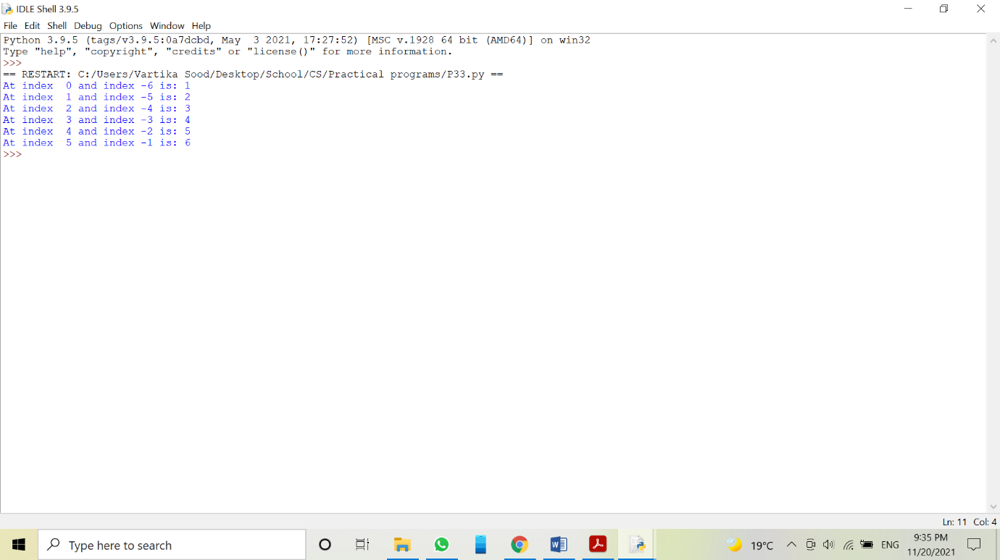 IDLE Shell 3.9.5
File Edit Shell Debug Options Window Help
Python 3.9.5 (tags/v3.9.5:0a7dcbd, May  3 2021, 17:27:52) [MSC v.1928 64 bit (AMD64)] on win32
Type "help", "copyright", "credits" or "license()" for more information.
>>>
== RESTART: C:/Users/Vartika Sood/Desktop/School/CS/Practical programs/P33.py ==
At index  0 and index -6 is: 1
At index  1 and index -5 is: 2
At index  2 and index -4 is: 3
At index  3 and index -3 is: 4
At index  4 and index -2 is: 5
At index  5 and index -1 is: 6
>>>
Ln: 11 Col: 4
Type here to search
19°C
ENG
9:35 PM
11/20/2021